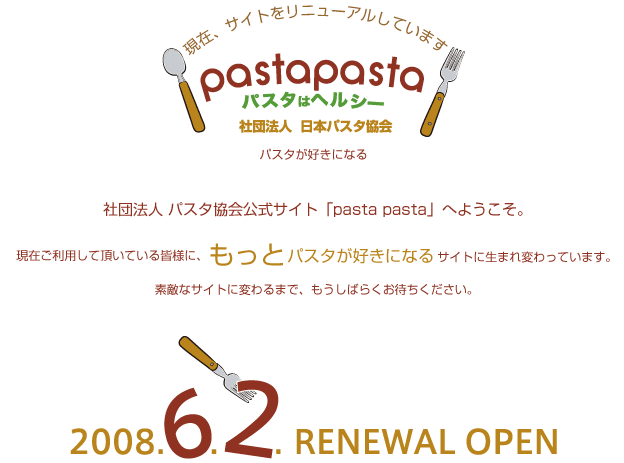 現在、サイトをリニューアルしています
pastapasta
パスタはヘルシー
社団法人 日本パスタ協会
パスタが好きになる
社団法人 パスタ協会公式サイト「pasta pasta」へようこそ。
現在ご利用して頂いている皆様に、もっとパスタが好きになるサイトに生まれ変わっています。
素敵なサイトに変わるまで、もうしばらくお待ちください。
2008.6.2. RENEWAL OPEN